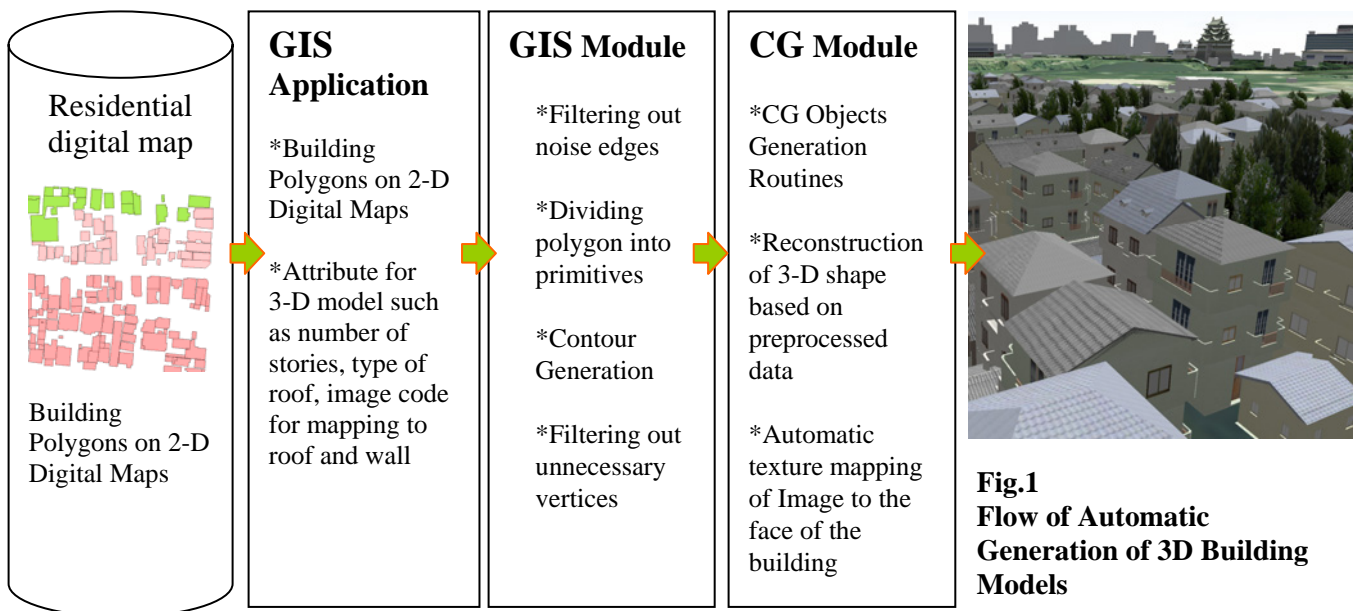 Residential
digital map
Building
Polygons on 2-D
Digital Maps
GIS
Application
*Building
Polygons on 2-D
Digital Maps
*Attribute for
3-D model such
as number of
stories, type of
roof, image code
for mapping to
roof and wall
GIS Module
*Filtering out
noise edges
*Dividing
polygon into
primitives
*Contour
Generation
*Filtering out
unnecessary
vertices
CG Module
*CG Objects
Generation
Routines
*Reconstruction
of 3-D shape
based on
preprocessed
data
*Automatic
texture mapping
of Image to the
face of the
building
Fig.1
Flow of Automatic
Generation of 3D Building
Models